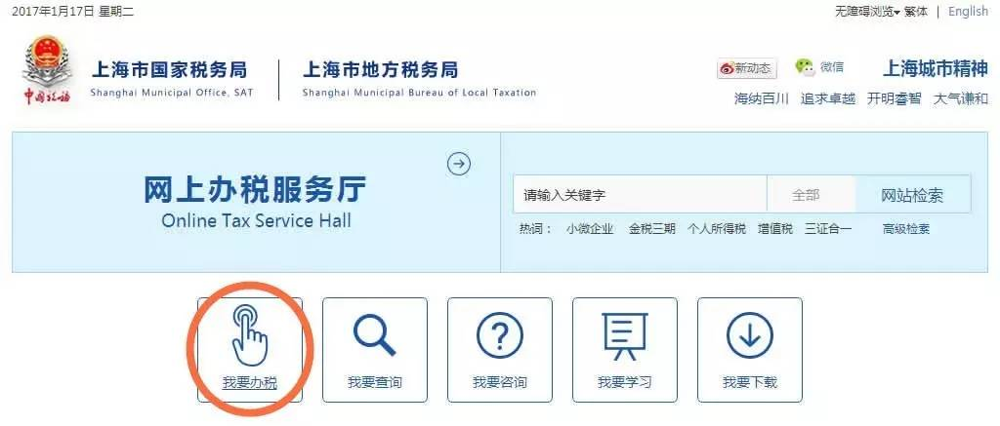 2017年1月17日 星期二
无障碍浏览 繁体 | English
中国税务
上海市国家税务局
Shanghai Municipal Office, SAT
上海市地方税务局
Shanghai Municipal Bureau of Local Taxation
新动态
微信
上海城市精神
海纳百川 追求卓越 开明睿智 大气谦和
网上办税服务厅
Online Tax Service Hall
请输入关键字
全部
网站检索
热词： 小微企业 金税三期 个人所得税 增值税 三证合一 高级检索
我要办税
我要查询
我要咨询
我要学习
我要下载